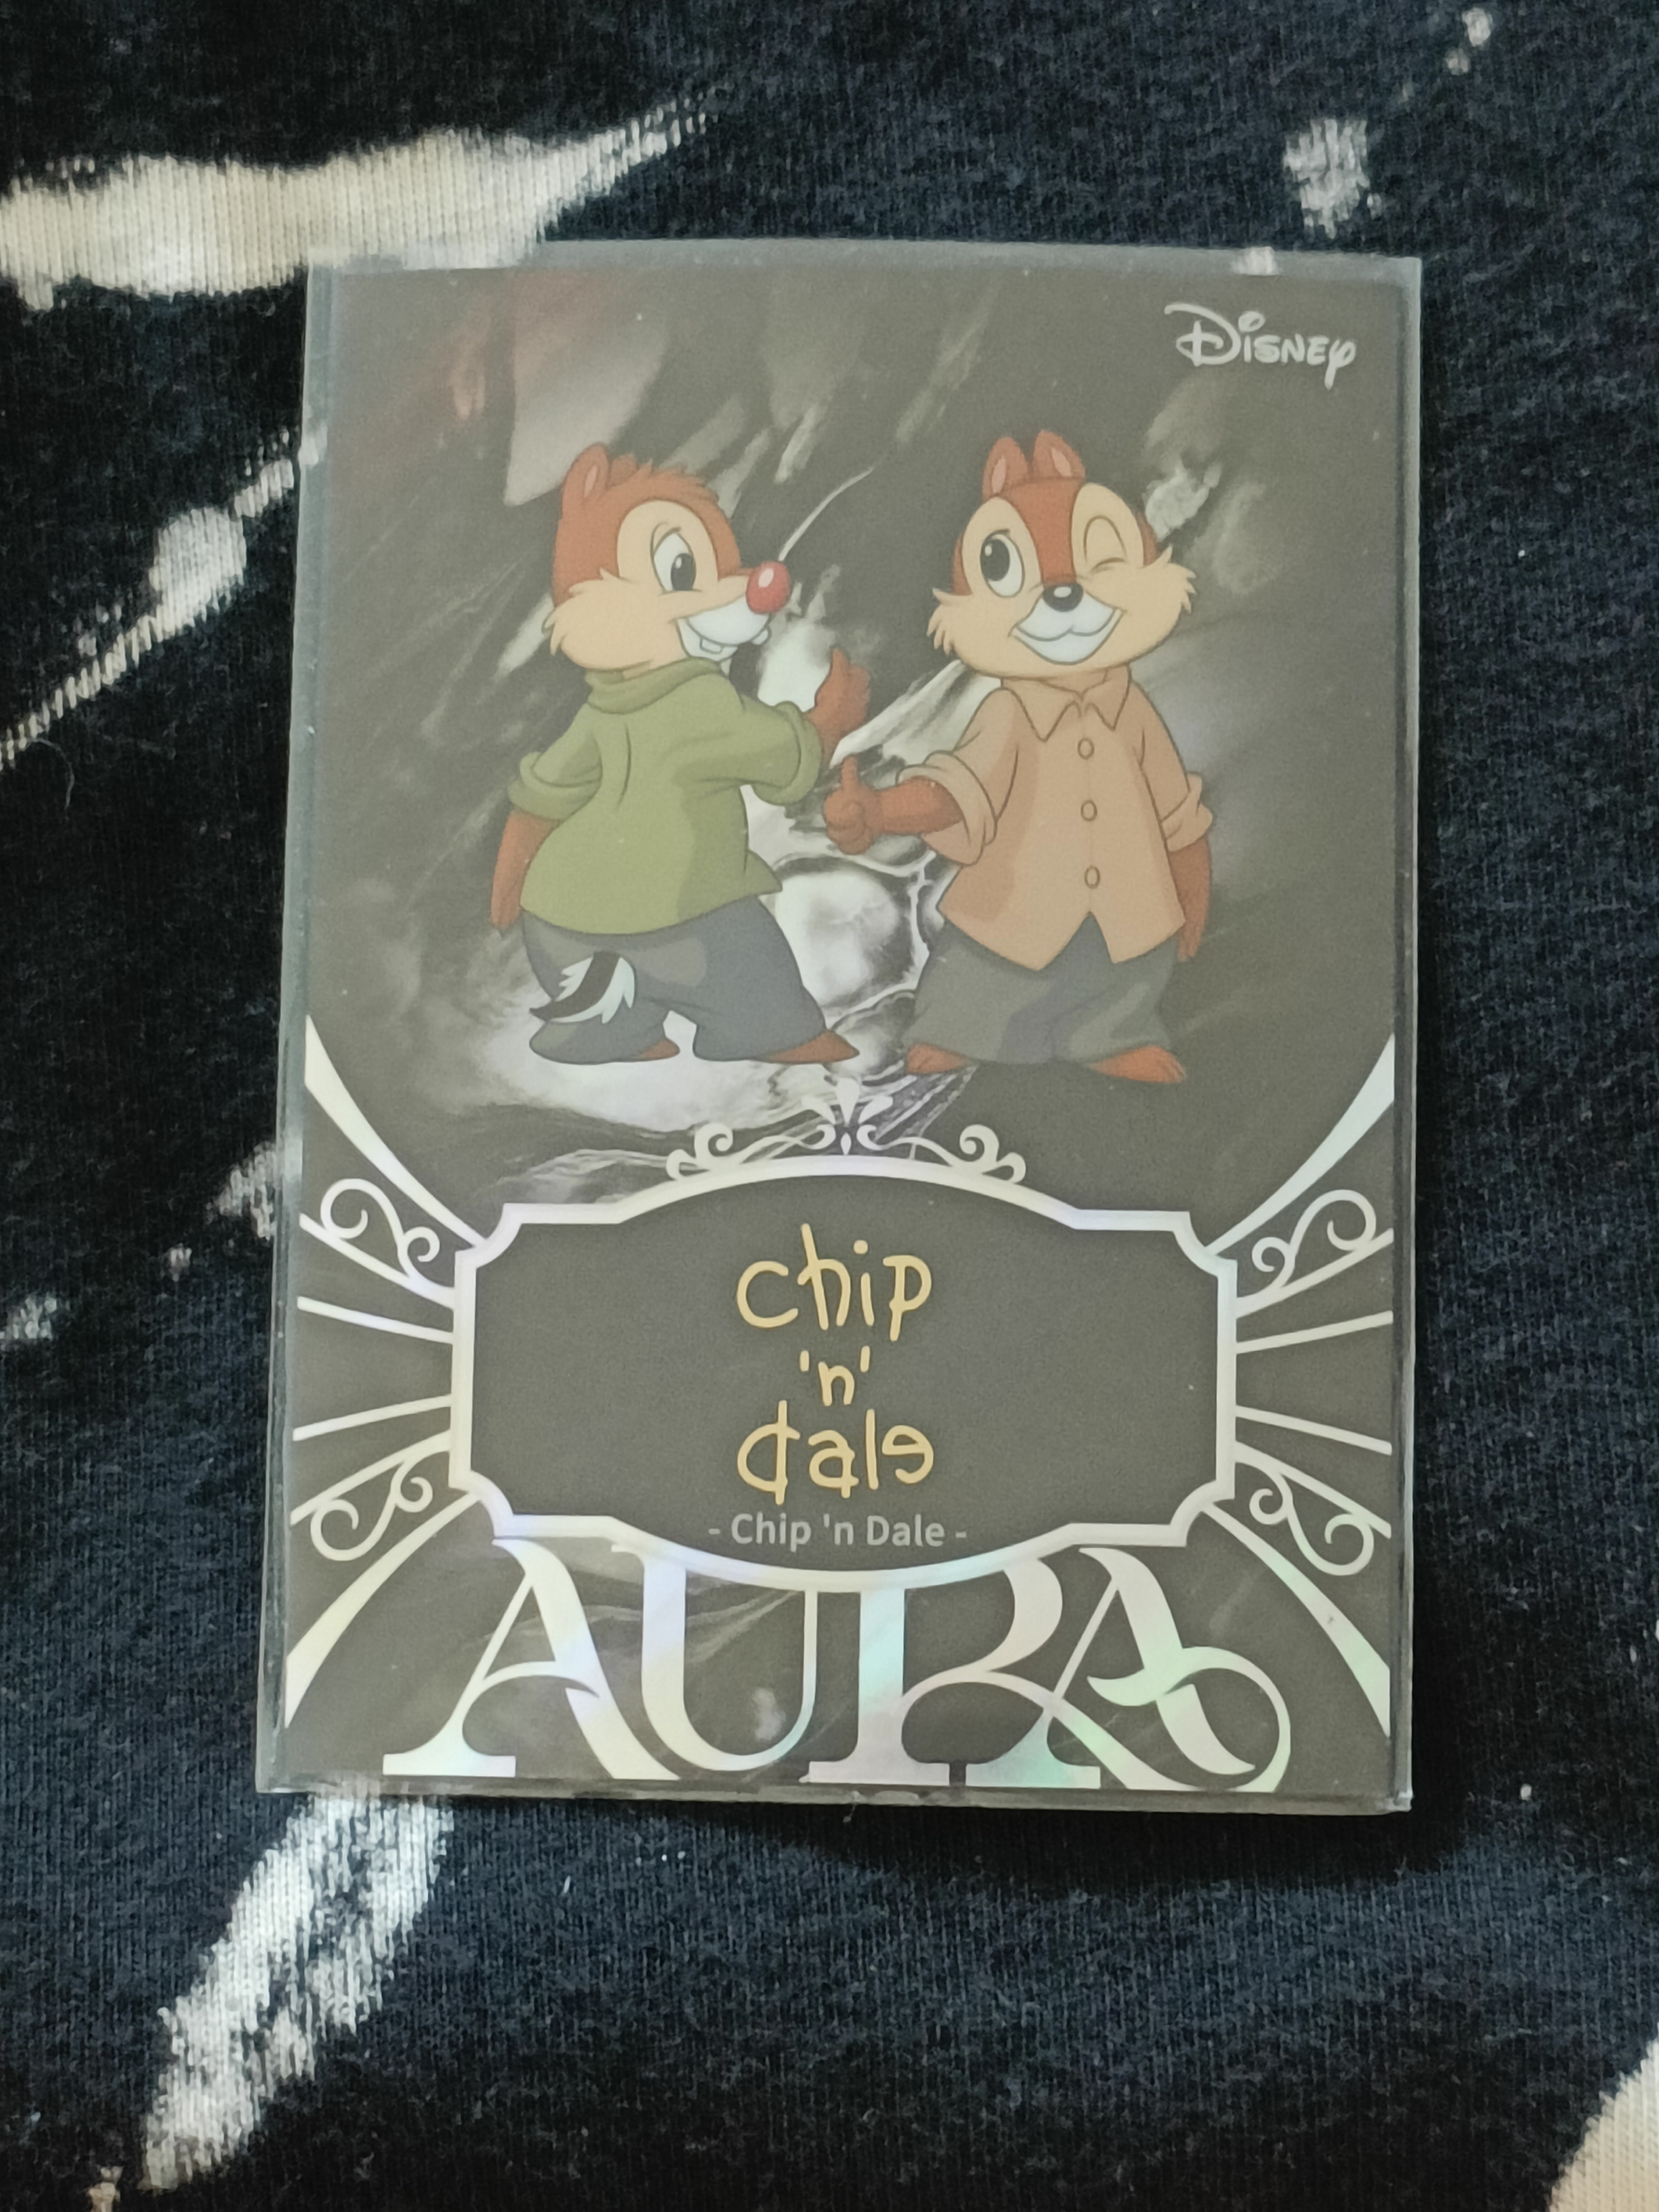 Disney
chip
'n'
dale
- Chip 'n Dale -
AURA